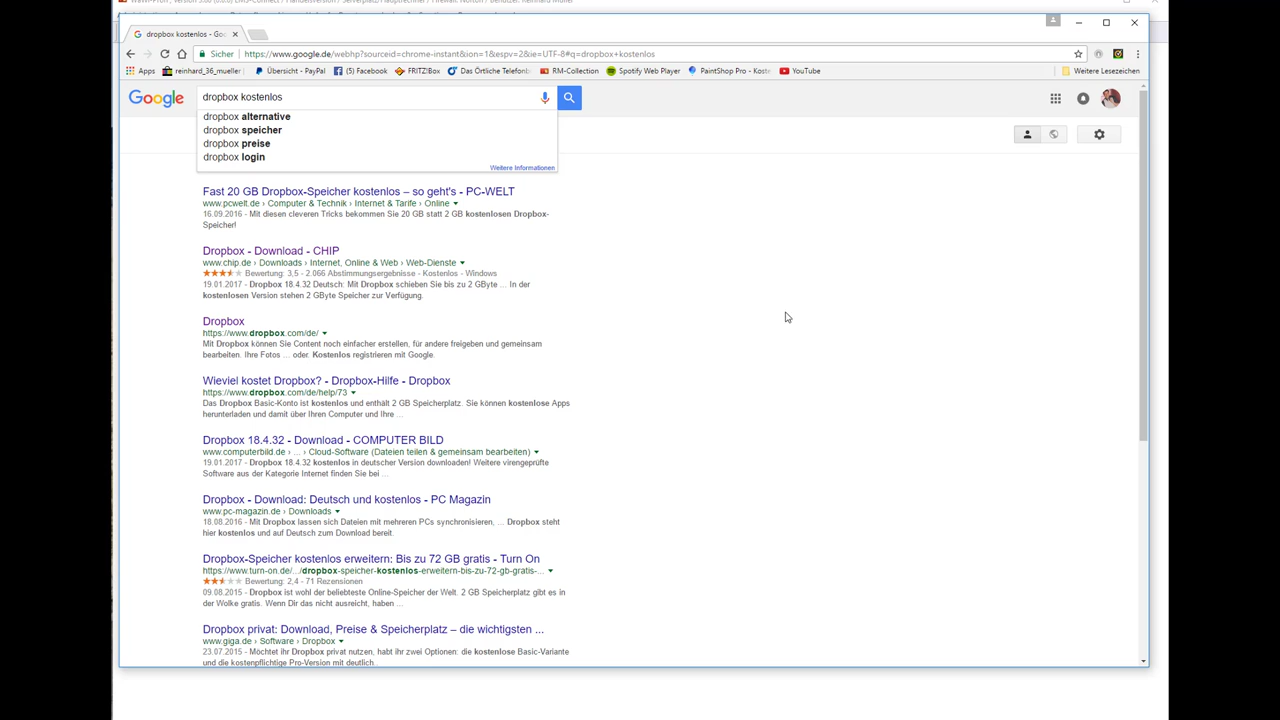 dropbox kostenlos - Goo
Sicher https://www.google.de/webhp?sourceid=chrome-instant&ion=1&espv=2&ie=UTF-8#q=dropbox+kostenlos
Apps reinhard_36_mueller Übersicht - PayPal (5) Facebook FRITZ!Box Das Örtliche Telefonb RM-Collection Spotify Web Player PaintShop Pro - Koste YouTube Weitere Lesezeichen
Google dropbox kostenlos
dropbox alternative
dropbox speicher
dropbox preise
dropbox login
Weitere Informationen
Fast 20 GB Dropbox-Speicher kostenlos – so geht's - PC-WELT
www.pcwelt.de › Computer & Technik › Internet & Tarife › Online
16.09.2016 - Mit diesen cleveren Tricks bekommen Sie 20 GB statt 2 GB kostenlosen Dropbox-
Speicher!
Dropbox - Download - CHIP
www.chip.de › Downloads › Internet, Online & Web › Web-Dienste
Bewertung: 3,5 - 2.066 Abstimmungsergebnisse - Kostenlos - Windows
19.01.2017 - Dropbox 18.4.32 Deutsch: Mit Dropbox schieben Sie bis zu 2 GByte ... In der
kostenlosen Version stehen 2 GByte Speicher zur Verfügung.
Dropbox
https://www.dropbox.com/de/
Mit Dropbox können Sie Content noch einfacher erstellen, für andere freigeben und gemeinsam
bearbeiten. Ihre Fotos ... oder. Kostenlos registrieren mit Google.
Wieviel kostet Dropbox? - Dropbox-Hilfe - Dropbox
https://www.dropbox.com/de/help/73
Das Dropbox Basic-Konto ist kostenlos und enthält 2 GB Speicherplatz. Sie können kostenlose Apps
herunterladen und damit über Ihren Computer und Ihre ...
Dropbox 18.4.32 - Download - COMPUTER BILD
www.computerbild.de › ... › Cloud-Software (Dateien teilen & gemeinsam bearbeiten)
19.01.2017 - Dropbox 18.4.32 kostenlos in deutscher Version downloaden! Weitere virengeprüfte
Software aus der Kategorie Internet finden Sie bei ...
Dropbox - Download: Deutsch und kostenlos - PC Magazin
www.pc-magazin.de › Downloads
18.08.2016 - Mit Dropbox lassen sich Dateien mit mehreren PCs synchronisieren, ... Dropbox steht
hier kostenlos und auf Deutsch zum Download bereit.
Dropbox-Speicher kostenlos erweitern: Bis zu 72 GB gratis - Turn On
https://www.turn-on.de/.../dropbox-speicher-kostenlos-erweitern-bis-zu-72-gb-gratis-...
Bewertung: 2,4 - 71 Rezensionen
09.08.2015 - Dropbox ist wohl der beliebteste Online-Speicher der Welt. 2 GB Speicherplatz gibt es in
der Wolke gratis. Wenn Dir das nicht ausreicht, haben ...
Dropbox privat: Download, Preise & Speicherplatz – die wichtigsten ...
www.giga.de › Software › Dropbox
23.07.2015 - Möchtet ihr Dropbox privat nutzen, habt ihr zwei Optionen: die kostenlose Basic-Variante
und die kostenpflichtige Pro-Version mit deutlich